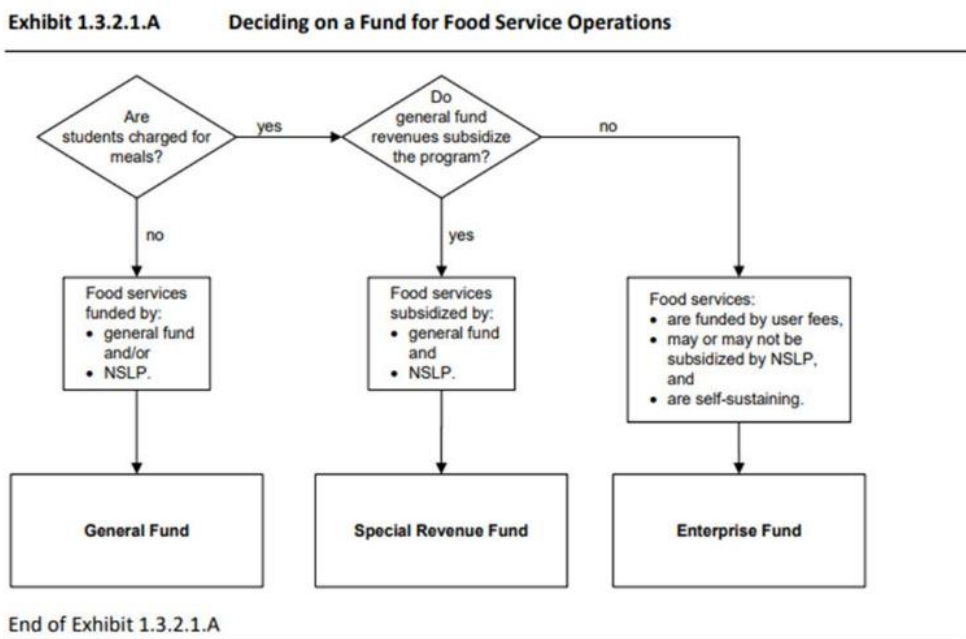 Exhibit 1.3.2.1.A Deciding on a Fund for Food Service Operations
Are
students charged for
meals?
yes
Do
general fund
revenues subsidize
the program?
no
no
yes
Food services
funded by:
• general fund
and/or
• NSLP.
Food services
subsidized by:
• general fund
and
• NSLP.
Food services:
• are funded by user fees,
• may or may not be
subsidized by NSLP,
and
• are self-sustaining.
General Fund
Special Revenue Fund
Enterprise Fund
End of Exhibit 1.3.2.1.A